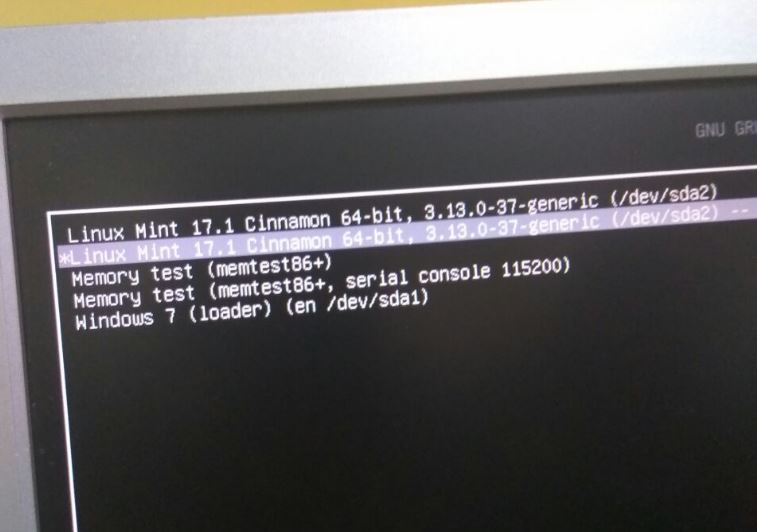 GNU GR
Linux Mint 17.1 Cinnamon 64-bit, 3.13.0-37-generic (/dev/sda2)
*Linux Mint 17.1 Cinnamon 64-bit, 3.13.0-37-generic (/dev/sda2) --
Memory test (memtest86+)
Memory test (memtest86+, serial console 115200)
Windows 7 (loader) (en /dev/sda1)